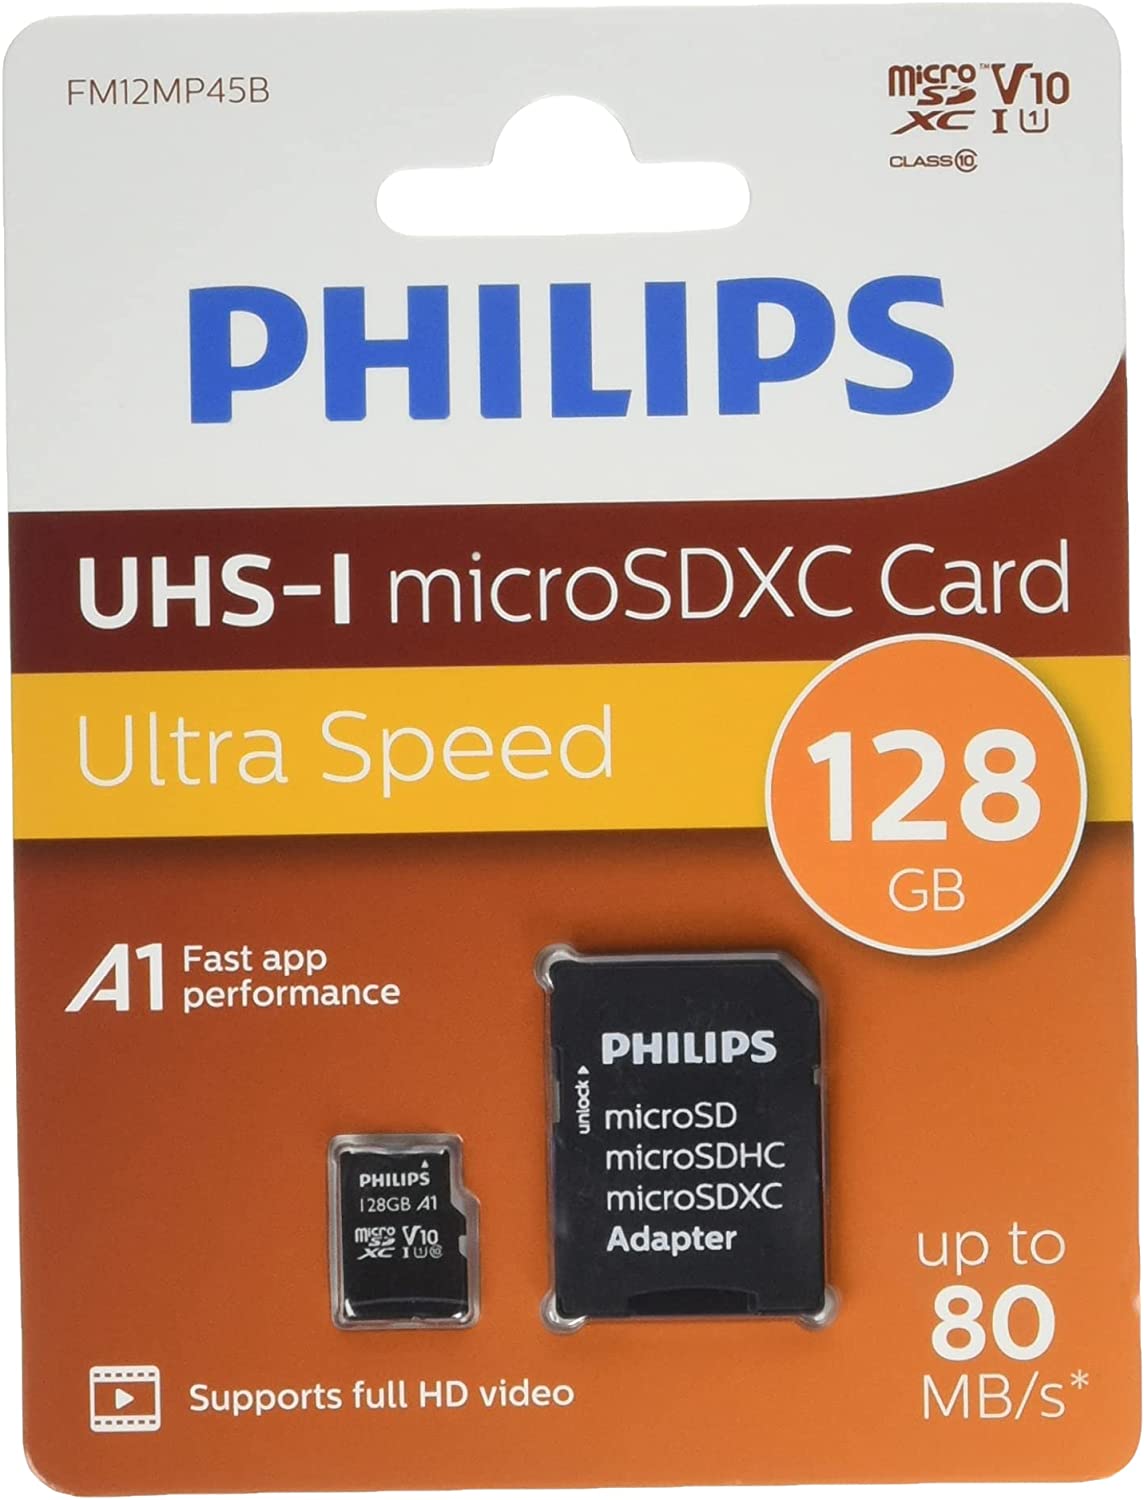 FM12MP45B
micro SD™ XC V10 I U1
CLASS 10
PHILIPS
UHS-I microSDXC Card
Ultra Speed
128
GB
A1 Fast app
performance
PHILIPS
unlock
microSD
microSDHC
microSDXC
Adapter
PHILIPS
128GB A1
micro SD XC V10 I U1 10
up to
80
MB/s*
Supports full HD video